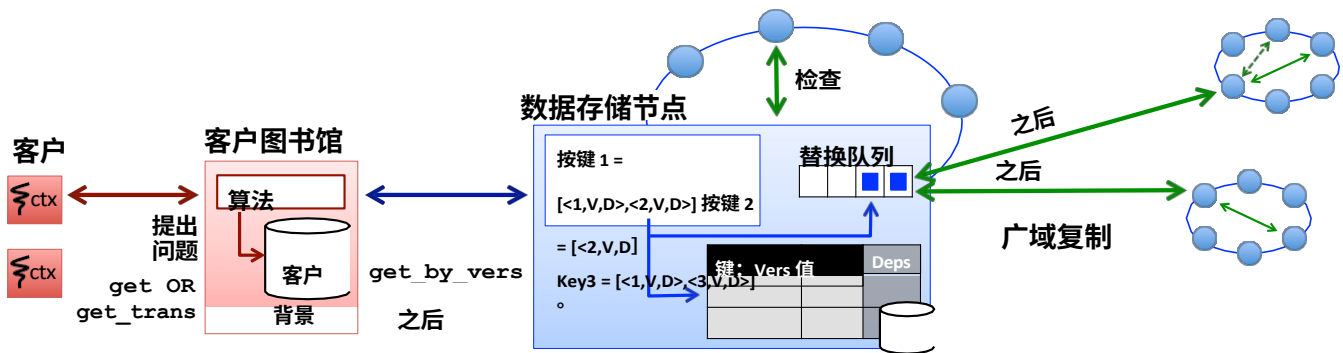 客户
ctx
ctx
提出
问题
get OR
get_trans
客户图书馆
算法
客户
背景
get_by_vers
之后
数据存储节点
按键 1 =
[<1,V,D>,<2,V,D>] 按键 2
= [<2,V,D]
Key3 = [<1,V,D>,<3,V,D>]
。
检查
替换队列
键：Vers 值
Deps
之后
之后
广域复制